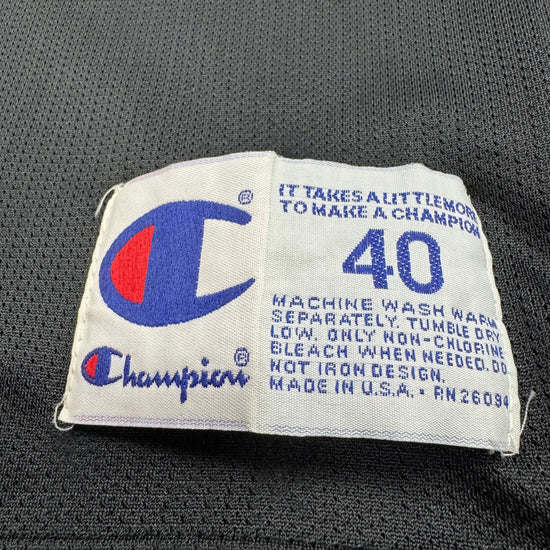 ®
Champion®
IT TAKES A LITTLE MORE
TO MAKE A CHAMPION
40
MACHINE WASH WARM
SEPARATELY. TUMBLE DRY
LOW. ONLY NON-CHLORINE
BLEACH WHEN NEEDED. DO
NOT IRON DESIGN.
MADE IN U.S.A. • RN 26094